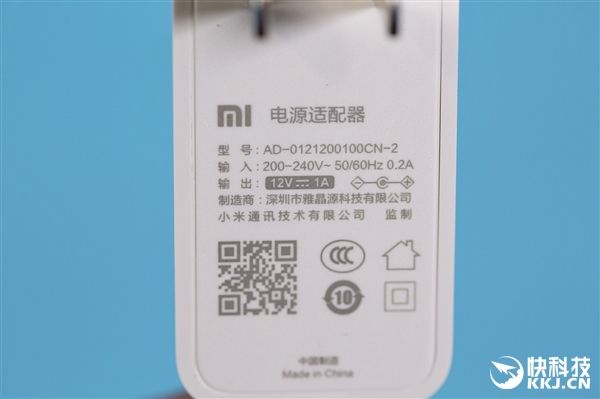 mi 电源适配器
型 号:AD-0121200100CN-2
输 入:200-240V~ 50/60Hz 0.2A
输 出:12V⎓1A
制造商:深圳市雅晶源科技有限公司
小米通讯技术有限公司 监制
CCC
10
中国制造
Made in China
快科技
KKJ.CN